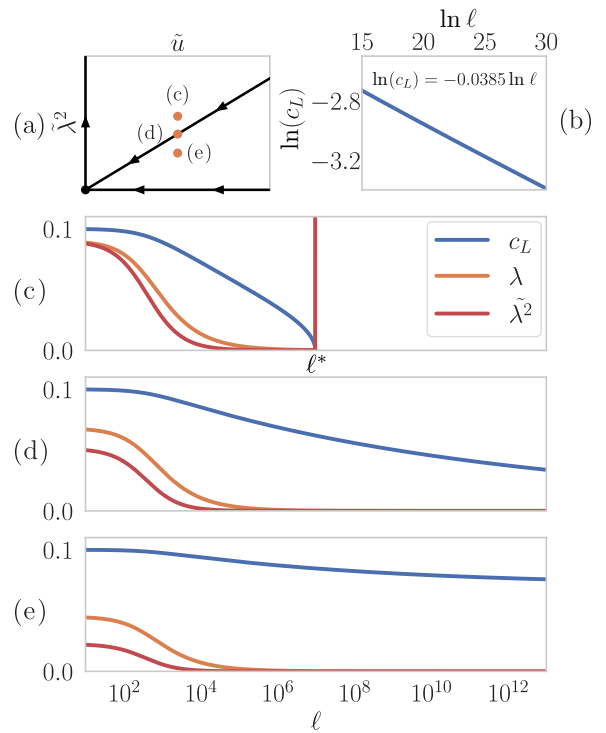 ũ
ln ℓ
15 20 25 30
(a)
λ̃²
(c)
(d)
(e)
ln(c_L)
ln(c_L) = −0.0385 ln ℓ
−2.8
−3.2
(b)
(c)
0.1
0.0
c_L
λ
λ̃²
ℓ*
(d)
0.1
0.0
(e)
0.1
0.0
10² 10⁴ 10⁶ 10⁸ 10¹⁰ 10¹²
ℓ